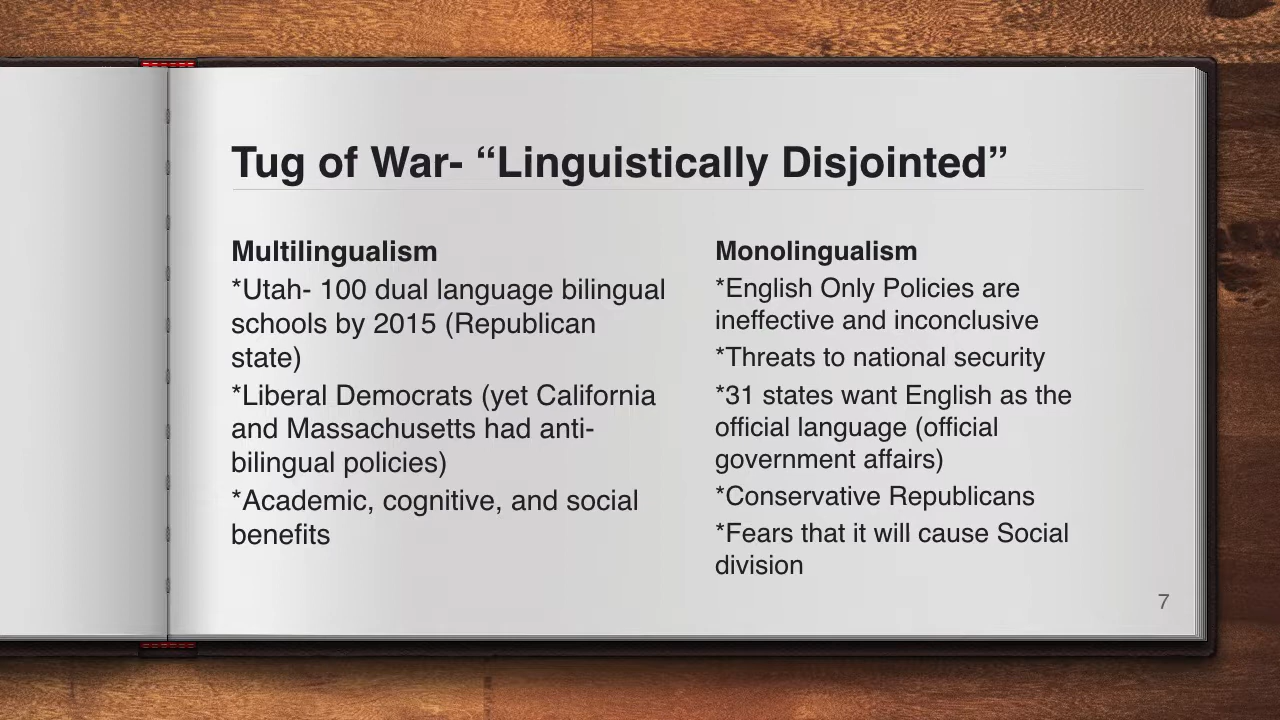 Tug of War- “Linguistically Disjointed”
Multilingualism
*Utah- 100 dual language bilingual
schools by 2015 (Republican
state)
*Liberal Democrats (yet California
and Massachusetts had anti-
bilingual policies)
*Academic, cognitive, and social
benefits
Monolingualism
*English Only Policies are
ineffective and inconclusive
*Threats to national security
*31 states want English as the
official language (official
government affairs)
*Conservative Republicans
*Fears that it will cause Social
division
7